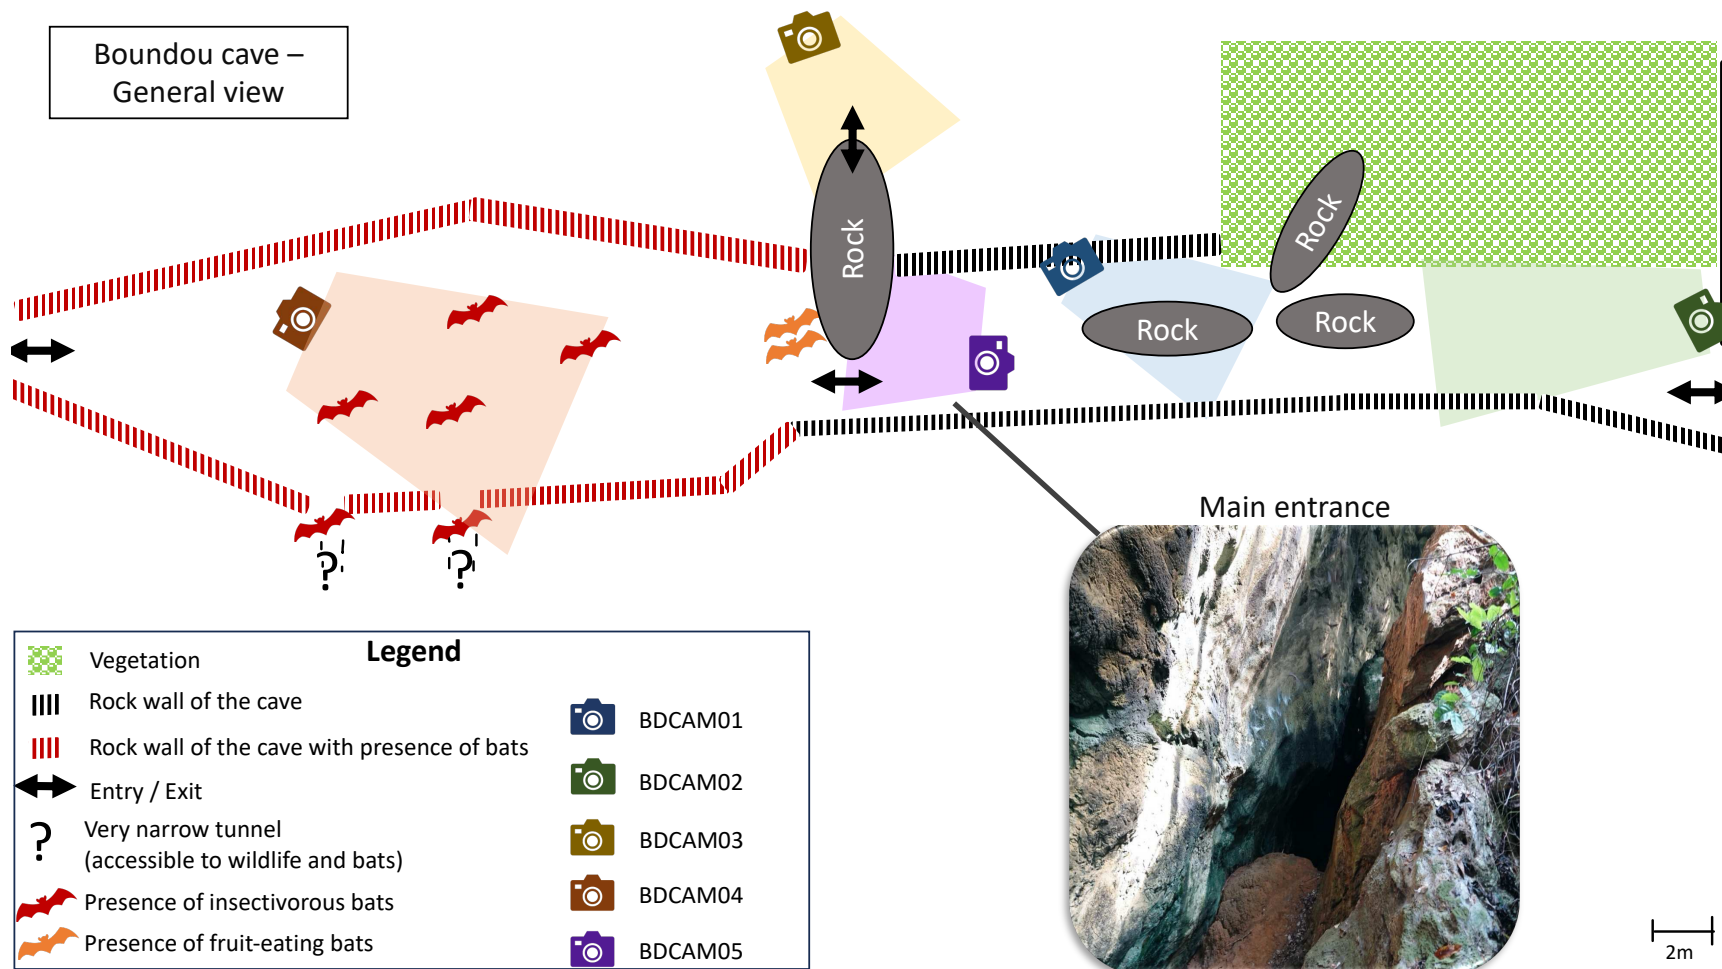 Boundou cave –
General view
Rock
Rock
Rock
Rock
?
?
Main entrance
Legend
Vegetation
Rock wall of the cave
Rock wall of the cave with presence of bats
Entry / Exit
? Very narrow tunnel
(accessible to wildlife and bats)
Presence of insectivorous bats
Presence of fruit-eating bats
BDCAM01
BDCAM02
BDCAM03
BDCAM04
BDCAM05
2m